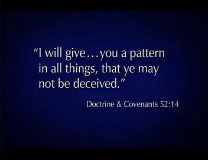 “I will give…you a pattern
in all things, that ye may
not be deceived.”
Doctrine & Covenants 52:14